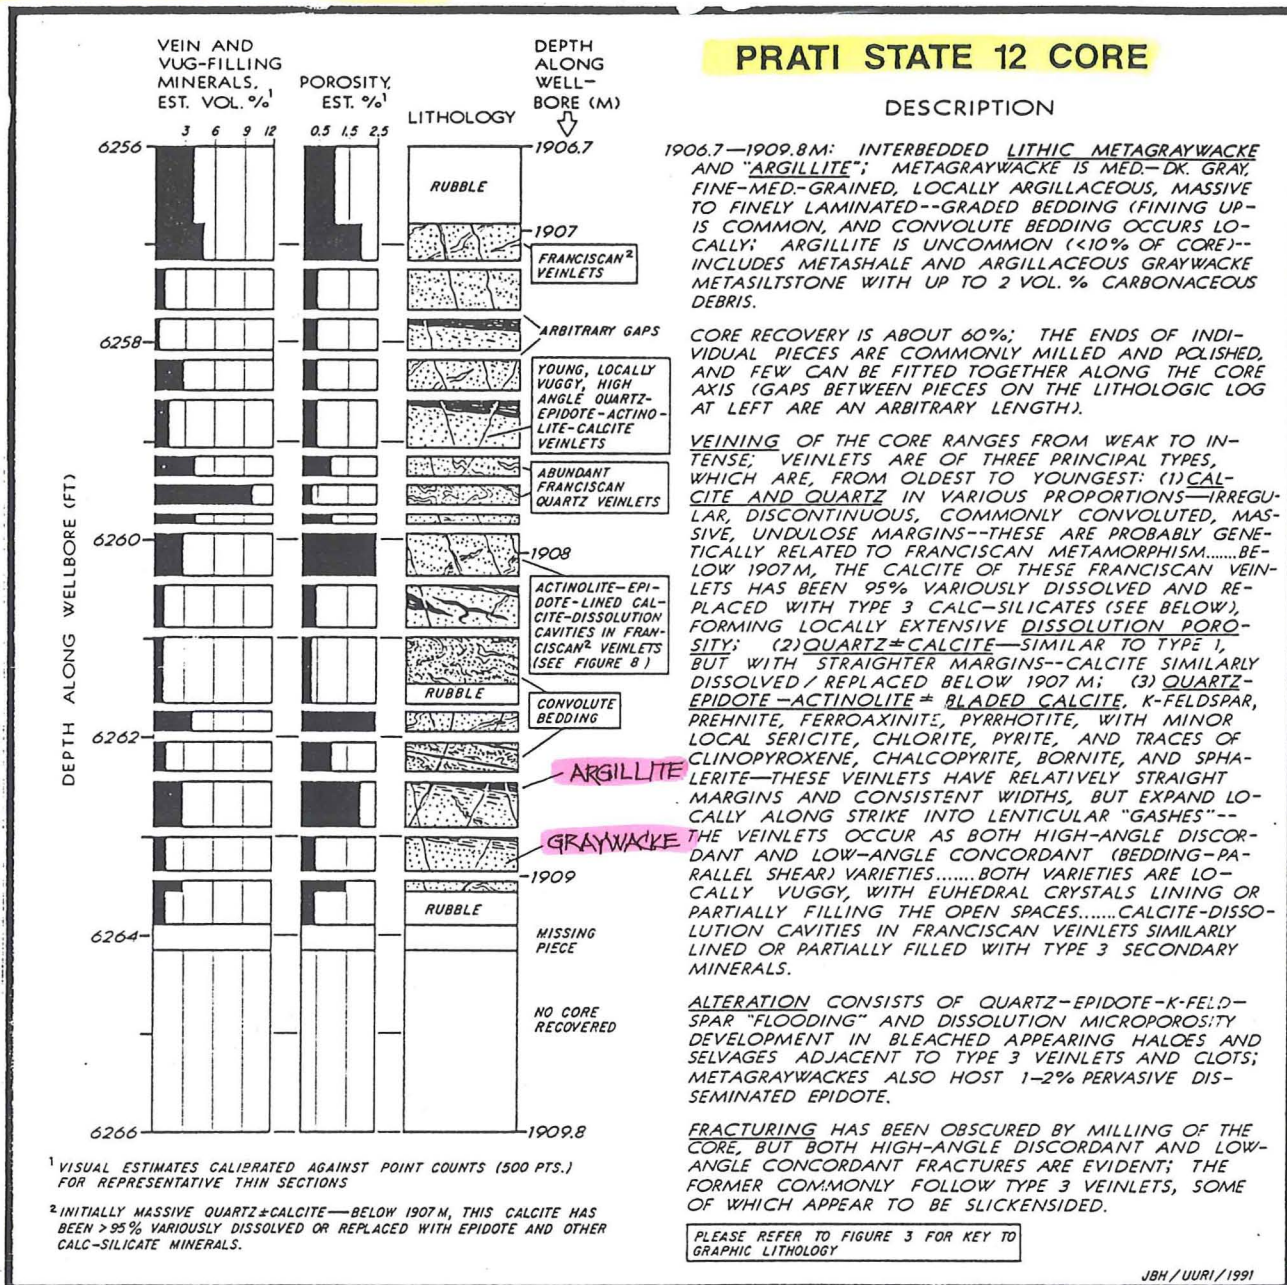 VEIN AND
VUG-FILLING
MINERALS,
EST. VOL.%¹
3 6 9 12
POROSITY,
EST. %¹
0.5 1.5 2.5
LITHOLOGY
DEPTH
ALONG
WELL-
BORE (M)
DEPTH ALONG WELLBORE (FT)
6256
6258
6260
6262
6264
6266
1906.7
RUBBLE
1907
FRANCISCAN²
VEINLETS
ARBITRARY GAPS
YOUNG, LOCALLY
VUGGY, HIGH
ANGLE QUARTZ-
EPIDOTE-ACTINO-
LITE-CALCITE
VEINLETS
ABUNDANT
FRANCISCAN
QUARTZ VEINLETS
1908
ACTINOLITE-EPI-
DOTE-LINED CAL-
CITE-DISSOLUTION
CAVITIES IN FRAN-
CISCAN² VEINLETS
(SEE FIGURE 8)
RUBBLE
CONVOLUTE
BEDDING
ARGILLITE
GRAYWACKE
1909
RUBBLE
MISSING
PIECE
NO CORE
RECOVERED
1909.8
¹ VISUAL ESTIMATES CALIBRATED AGAINST POINT COUNTS (500 PTS.)
FOR REPRESENTATIVE THIN SECTIONS
² INITIALLY MASSIVE QUARTZ±CALCITE—BELOW 1907M, THIS CALCITE HAS
BEEN >95% VARIOUSLY DISSOLVED OR REPLACED WITH EPIDOTE AND OTHER
CALC-SILICATE MINERALS.
PRATI STATE 12 CORE
DESCRIPTION
1906.7—1909.8M: INTERBEDDED LITHIC METAGRAYWACKE
AND "ARGILLITE"; METAGRAYWACKE IS MED.-DK. GRAY,
FINE-MED.-GRAINED, LOCALLY ARGILLACEOUS, MASSIVE
TO FINELY LAMINATED--GRADED BEDDING (FINING UP-
IS COMMON, AND CONVOLUTE BEDDING OCCURS LO-
CALLY; ARGILLITE IS UNCOMMON (<10% OF CORE)--
INCLUDES METASHALE AND ARGILLACEOUS GRAYWACKE
METASILTSTONE WITH UP TO 2 VOL. % CARBONACEOUS
DEBRIS.
CORE RECOVERY IS ABOUT 60%; THE ENDS OF INDI-
VIDUAL PIECES ARE COMMONLY MILLED AND POLISHED,
AND FEW CAN BE FITTED TOGETHER ALONG THE CORE
AXIS (GAPS BETWEEN PIECES ON THE LITHOLOGIC LOG
AT LEFT ARE AN ARBITRARY LENGTH).
VEINING OF THE CORE RANGES FROM WEAK TO IN-
TENSE; VEINLETS ARE OF THREE PRINCIPAL TYPES,
WHICH ARE, FROM OLDEST TO YOUNGEST: (1) CAL-
CITE AND QUARTZ IN VARIOUS PROPORTIONS—IRREGU-
LAR, DISCONTINUOUS, COMMONLY CONVOLUTED, MAS-
SIVE, UNDULOSE MARGINS--THESE ARE PROBABLY GENE-
TICALLY RELATED TO FRANCISCAN METAMORPHISM......BE-
LOW 1907M, THE CALCITE OF THESE FRANCISCAN VEIN-
LETS HAS BEEN 95% VARIOUSLY DISSOLVED AND RE-
PLACED WITH TYPE 3 CALC-SILICATES (SEE BELOW),
FORMING LOCALLY EXTENSIVE DISSOLUTION PORO-
SITY; (2) QUARTZ±CALCITE—SIMILAR TO TYPE 1,
BUT WITH STRAIGHTER MARGINS--CALCITE SIMILARLY
DISSOLVED / REPLACED BELOW 1907 M; (3) QUARTZ-
EPIDOTE-ACTINOLITE ± BLADED CALCITE, K-FELDSPAR,
PREHNITE, FERROAXINITE, PYRRHOTITE, WITH MINOR
LOCAL SERICITE, CHLORITE, PYRITE, AND TRACES OF
CLINOPYROXENE, CHALCOPYRITE, BORNITE, AND SPHA-
LERITE—THESE VEINLETS HAVE RELATIVELY STRAIGHT
MARGINS AND CONSISTENT WIDTHS, BUT EXPAND LO-
CALLY ALONG STRIKE INTO LENTICULAR "GASHES"--
THE VEINLETS OCCUR AS BOTH HIGH-ANGLE DISCOR-
DANT AND LOW-ANGLE CONCORDANT (BEDDING-PA-
RALLEL SHEAR) VARIETIES.......BOTH VARIETIES ARE LO-
CALLY VUGGY, WITH EUHEDRAL CRYSTALS LINING OR
PARTIALLY FILLING THE OPEN SPACES.......CALCITE-DISSO-
LUTION CAVITIES IN FRANCISCAN VEINLETS SIMILARLY
LINED OR PARTIALLY FILLED WITH TYPE 3 SECONDARY
MINERALS.
ALTERATION CONSISTS OF QUARTZ-EPIDOTE-K-FELD-
SPAR "FLOODING" AND DISSOLUTION MICROPOROSITY
DEVELOPMENT IN BLEACHED APPEARING HALOES AND
SELVAGES ADJACENT TO TYPE 3 VEINLETS AND CLOTS;
METAGRAYWACKES ALSO HOST 1-2% PERVASIVE DIS-
SEMINATED EPIDOTE.
FRACTURING HAS BEEN OBSCURED BY MILLING OF THE
CORE, BUT BOTH HIGH-ANGLE DISCORDANT AND LOW-
ANGLE CONCORDANT FRACTURES ARE EVIDENT; THE
FORMER COMMONLY FOLLOW TYPE 3 VEINLETS, SOME
OF WHICH APPEAR TO BE SLICKENSIDED.
PLEASE REFER TO FIGURE 3 FOR KEY TO
GRAPHIC LITHOLOGY
JBH / UURI / 1991